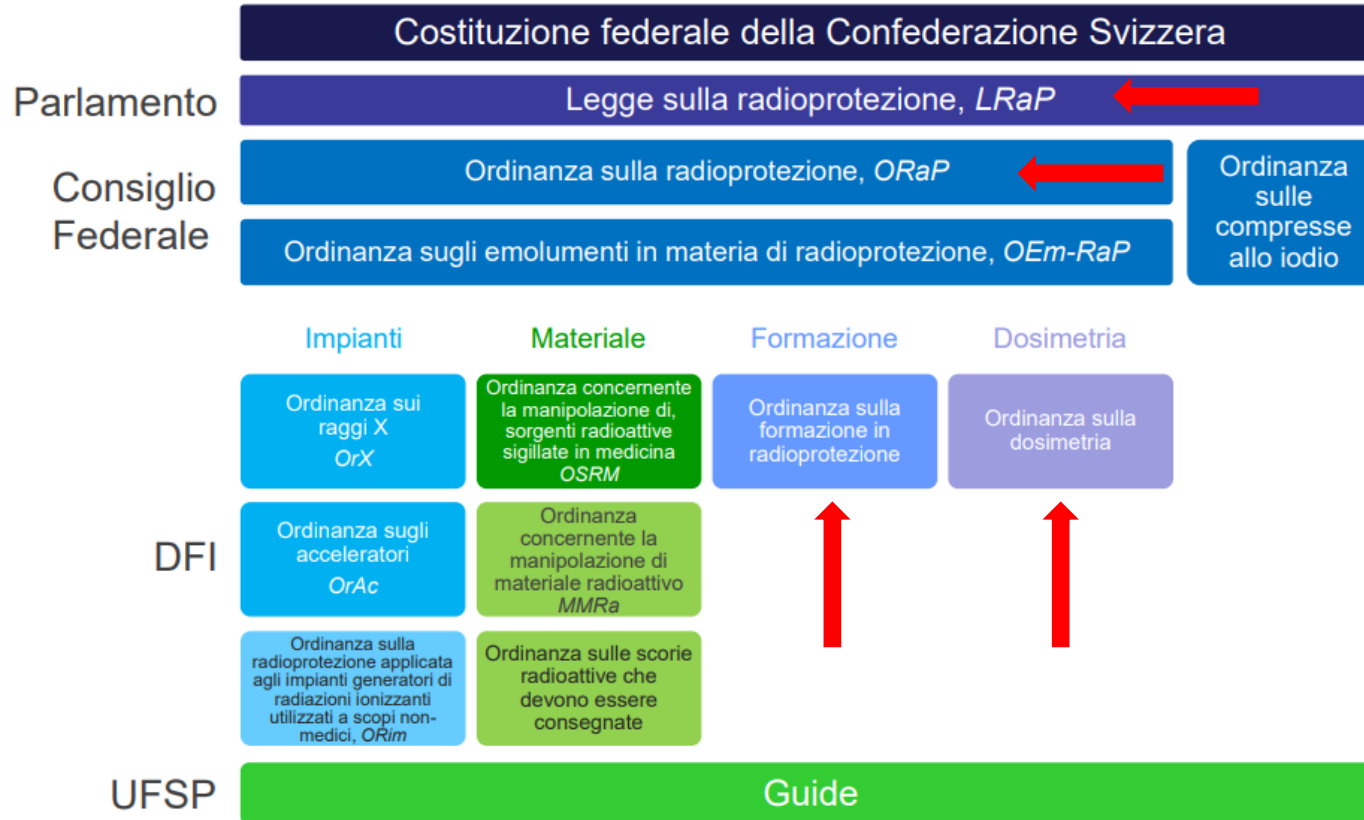 Costituzione federale della Confederazione Svizzera
Parlamento
Legge sulla radioprotezione, LRaP
Consiglio
Federale
Ordinanza sulla radioprotezione, ORaP
Ordinanza sugli emolumenti in materia di radioprotezione, OEm-RaP
Ordinanza
sulle
compresse
allo iodio
Impianti
Materiale
Formazione
Dosimetria
DFI
Ordinanza sui
raggi X
OrX
Ordinanza concernente
la manipolazione di,
sorgenti radioattive
sigillate in medicina
OSRM
Ordinanza sulla
formazione in
radioprotezione
Ordinanza sulla
dosimetria
Ordinanza sugli
acceleratori
OrAc
Ordinanza
concernente la
manipolazione di
materiale radioattivo
MMRa
Ordinanza sulla
radioprotezione applicata
agli impianti generatori di
radiazioni ionizzanti
utilizzati a scopi non-
medici, ORim
Ordinanza sulle scorie
radioattive che
devono essere
consegnate
UFSP
Guide